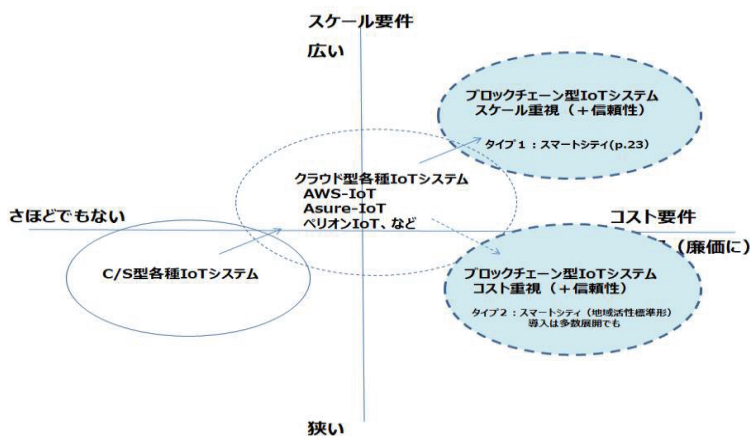 スケール要件
広い
ブロックチェーン型IoTシステム
スケール重視（＋信頼性）
タイプ１：スマートシティ(p.23)
クラウド型各種IoTシステム
AWS-IoT
Asure-IoT
ベリオンIoT、など
さほどでもない
コスト要件
（廉価に）
C/S型各種IoTシステム
ブロックチェーン型IoTシステム
コスト重視（＋信頼性）
タイプ２：スマートシティ（地域活性標準形）
導入は多数展開でも
狭い